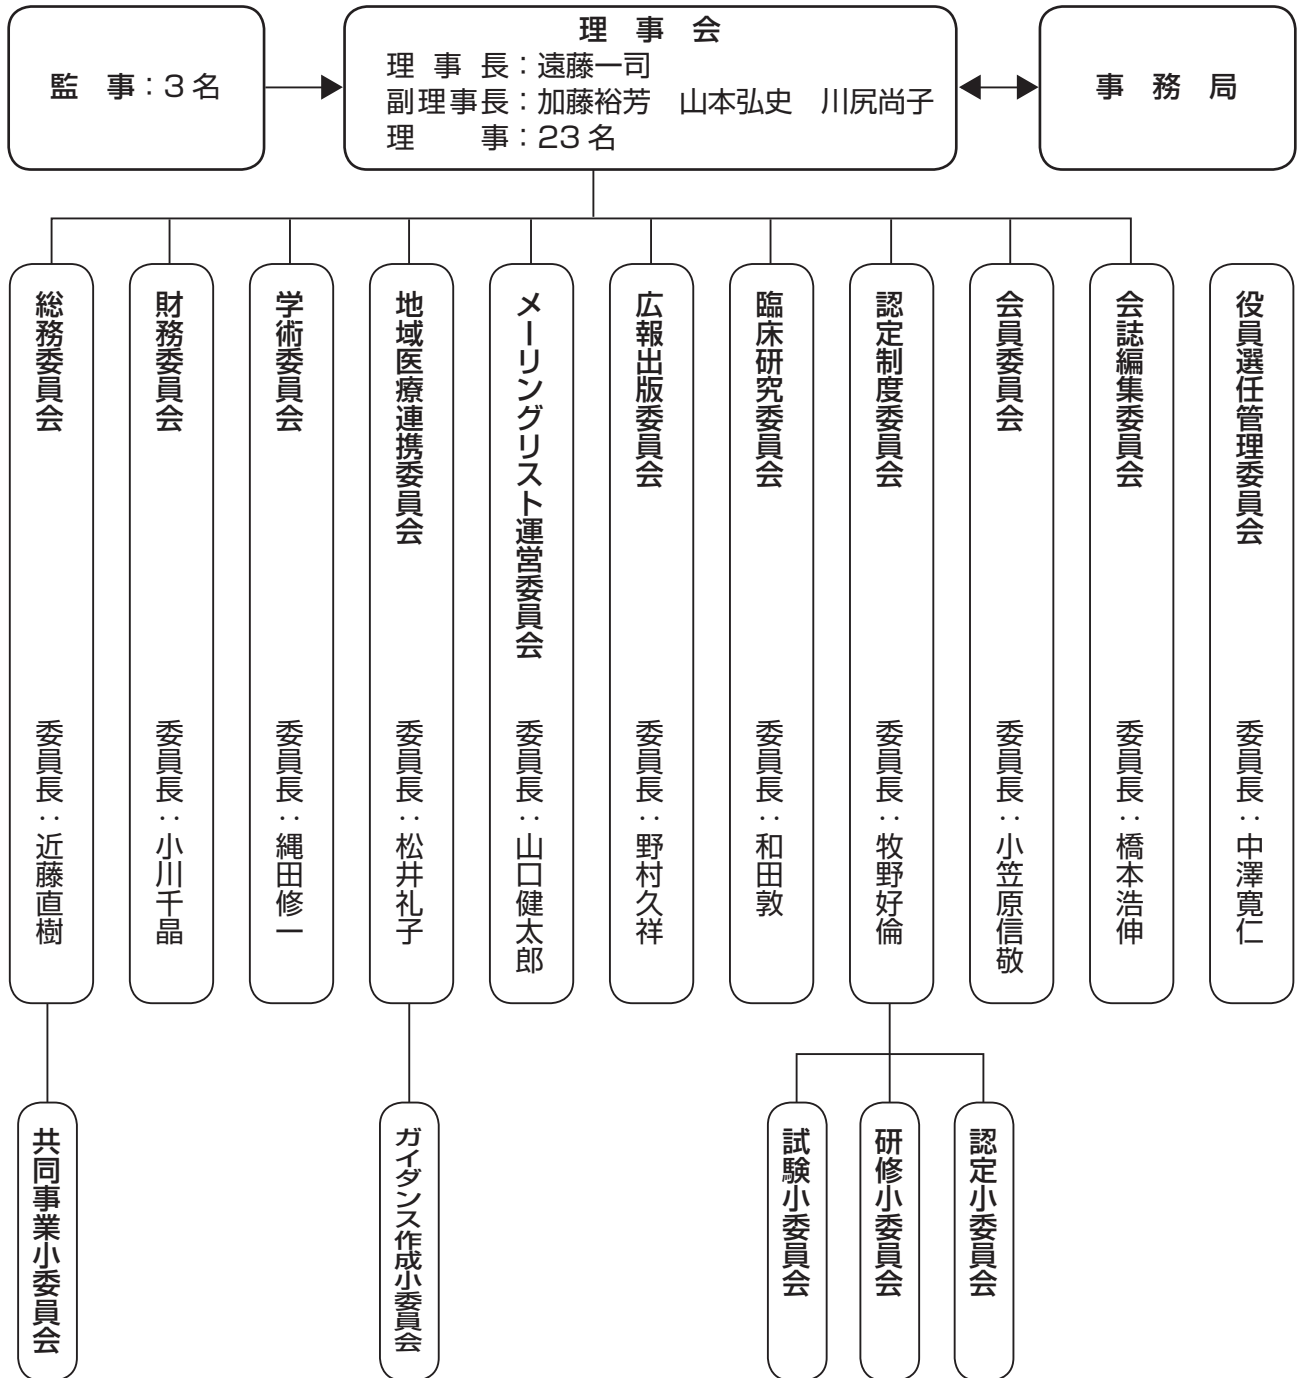 監　事：3名
理　事　会
理　事　長：遠藤一司
副理事長：加藤裕芳　山本弘史　川尻尚子
理　　　事：23名
事　務　局
総務委員会　委員長：近藤直樹
財務委員会　委員長：小川千晶
学術委員会　委員長：縄田修一
地域医療連携委員会　委員長：松井礼子
メーリングリスト運営委員会　委員長：山口健太郎
広報出版委員会　委員長：野村久祥
臨床研究委員会　委員長：和田敦
認定制度委員会　委員長：牧野好倫
会員委員会　委員長：小笠原信敬
会誌編集委員会　委員長：橋本浩伸
役員選任管理委員会　委員長：中澤寛仁
共同事業小委員会
ガイダンス作成小委員会
試験小委員会
研修小委員会
認定小委員会